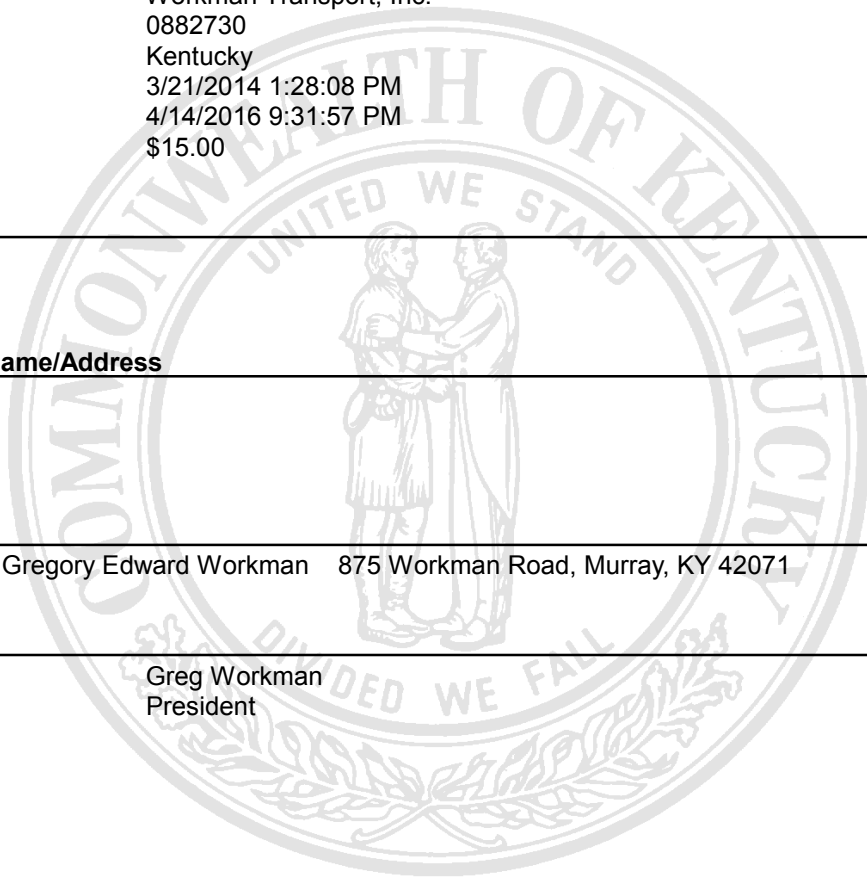 Workman Transport, Inc.
0882730
Kentucky
3/21/2014 1:28:08 PM
4/14/2016 9:31:57 PM
$15.00
COMMONWEALTH OF KENTUCKY
UNITED WE STAND
ame/Address
Gregory Edward Workman 875 Workman Road, Murray, KY 42071
DIVIDED WE FALL
Greg Workman
President